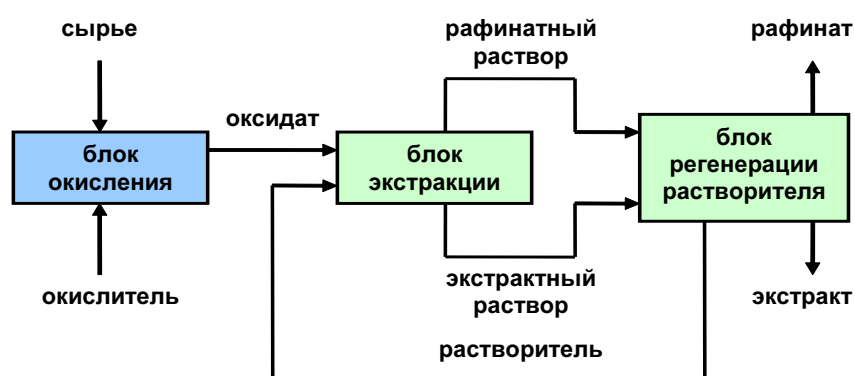 сырье
рафинатный
раствор
рафинат
оксидат
блок
окисления
блок
экстракции
блок
регенерации
растворителя
окислитель
экстрактный
раствор
экстракт
растворитель